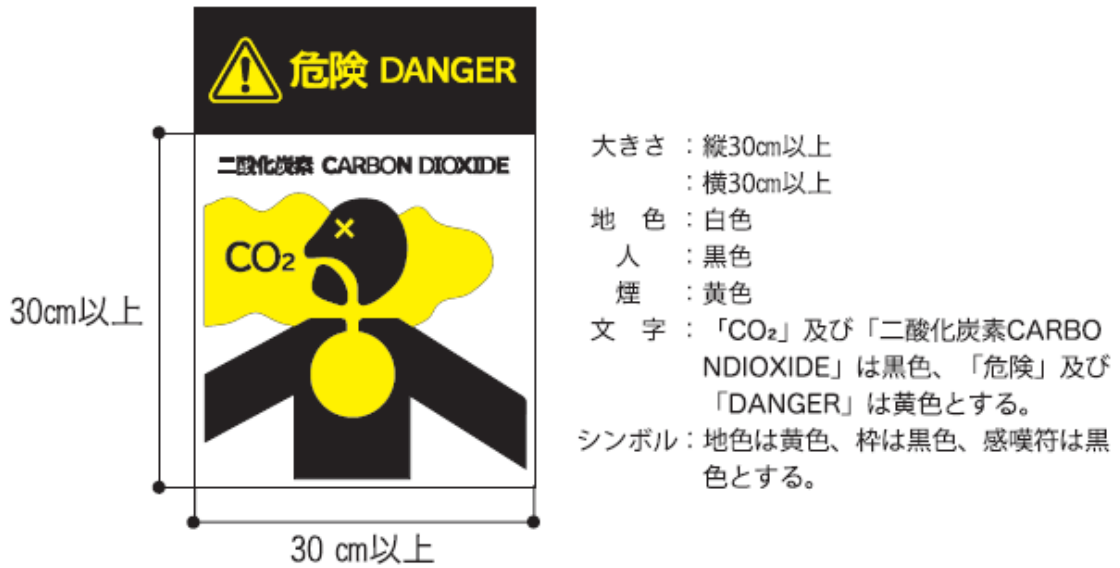 危険 DANGER
二酸化炭素 CARBON DIOXIDE
CO₂
30cm以上
30 cm以上
大きさ：縦30㎝以上
：横30㎝以上
地　色：白色
人　：黒色
煙　：黄色
文　字：「CO₂」及び「二酸化炭素CARBO
NDIOXIDE」は黒色、「危険」及び
「DANGER」は黄色とする。
シンボル：地色は黄色、枠は黒色、感嘆符は黒
色とする。